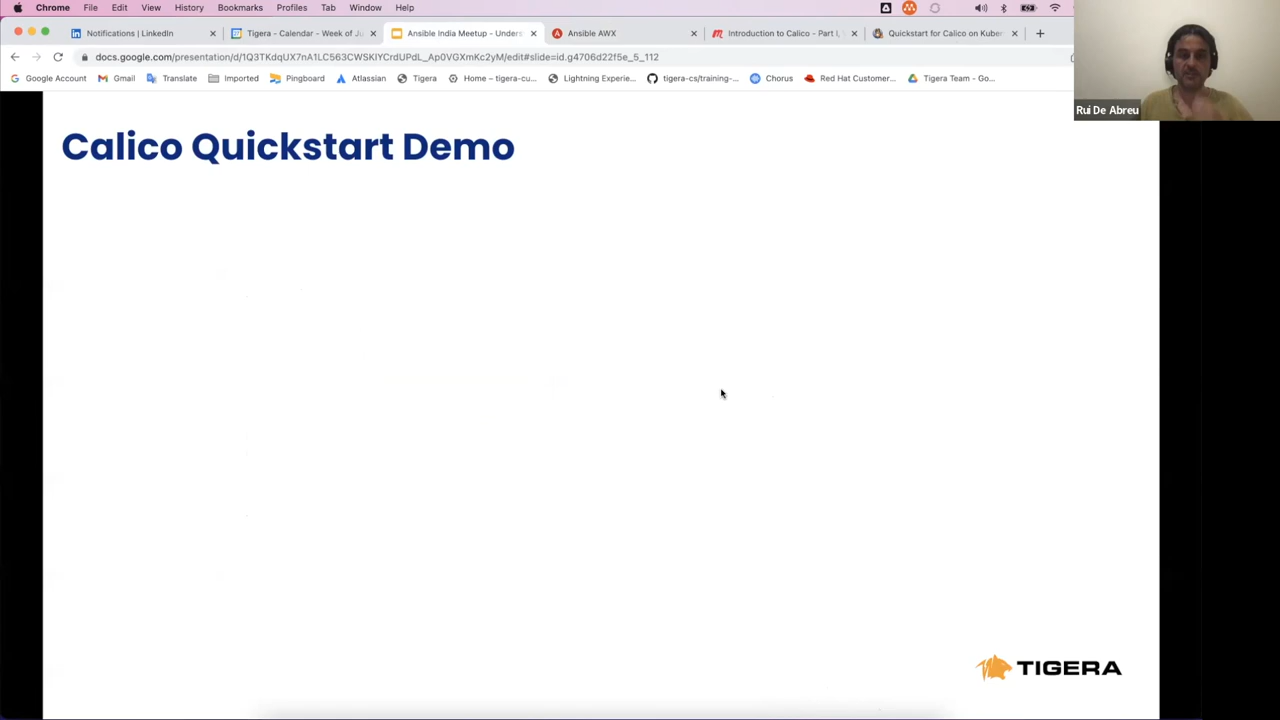 Chrome File Edit View History Bookmarks Profiles Tab Window Help
Notifications | LinkedIn
Tigera - Calendar - Week of Ju
Ansible India Meetup - Unders
Ansible AWX
Introduction to Calico - Part I,
Quickstart for Calico on Kuber
docs.google.com/presentation/d/1Q3TKdqUX7nA1LC563CWSKIYCrdUPdL_Ap0VGXmKc2yM/edit#slide=id.g4706d22f5e_5_112
Google Account Gmail Translate Imported Pingboard Atlassian Tigera Home – tigera-cu... Lightning Experie... tigera-cs/training-... Chorus Red Hat Customer... Tigera Team - Go...
Rui De Abreu
Calico Quickstart Demo
TIGERA